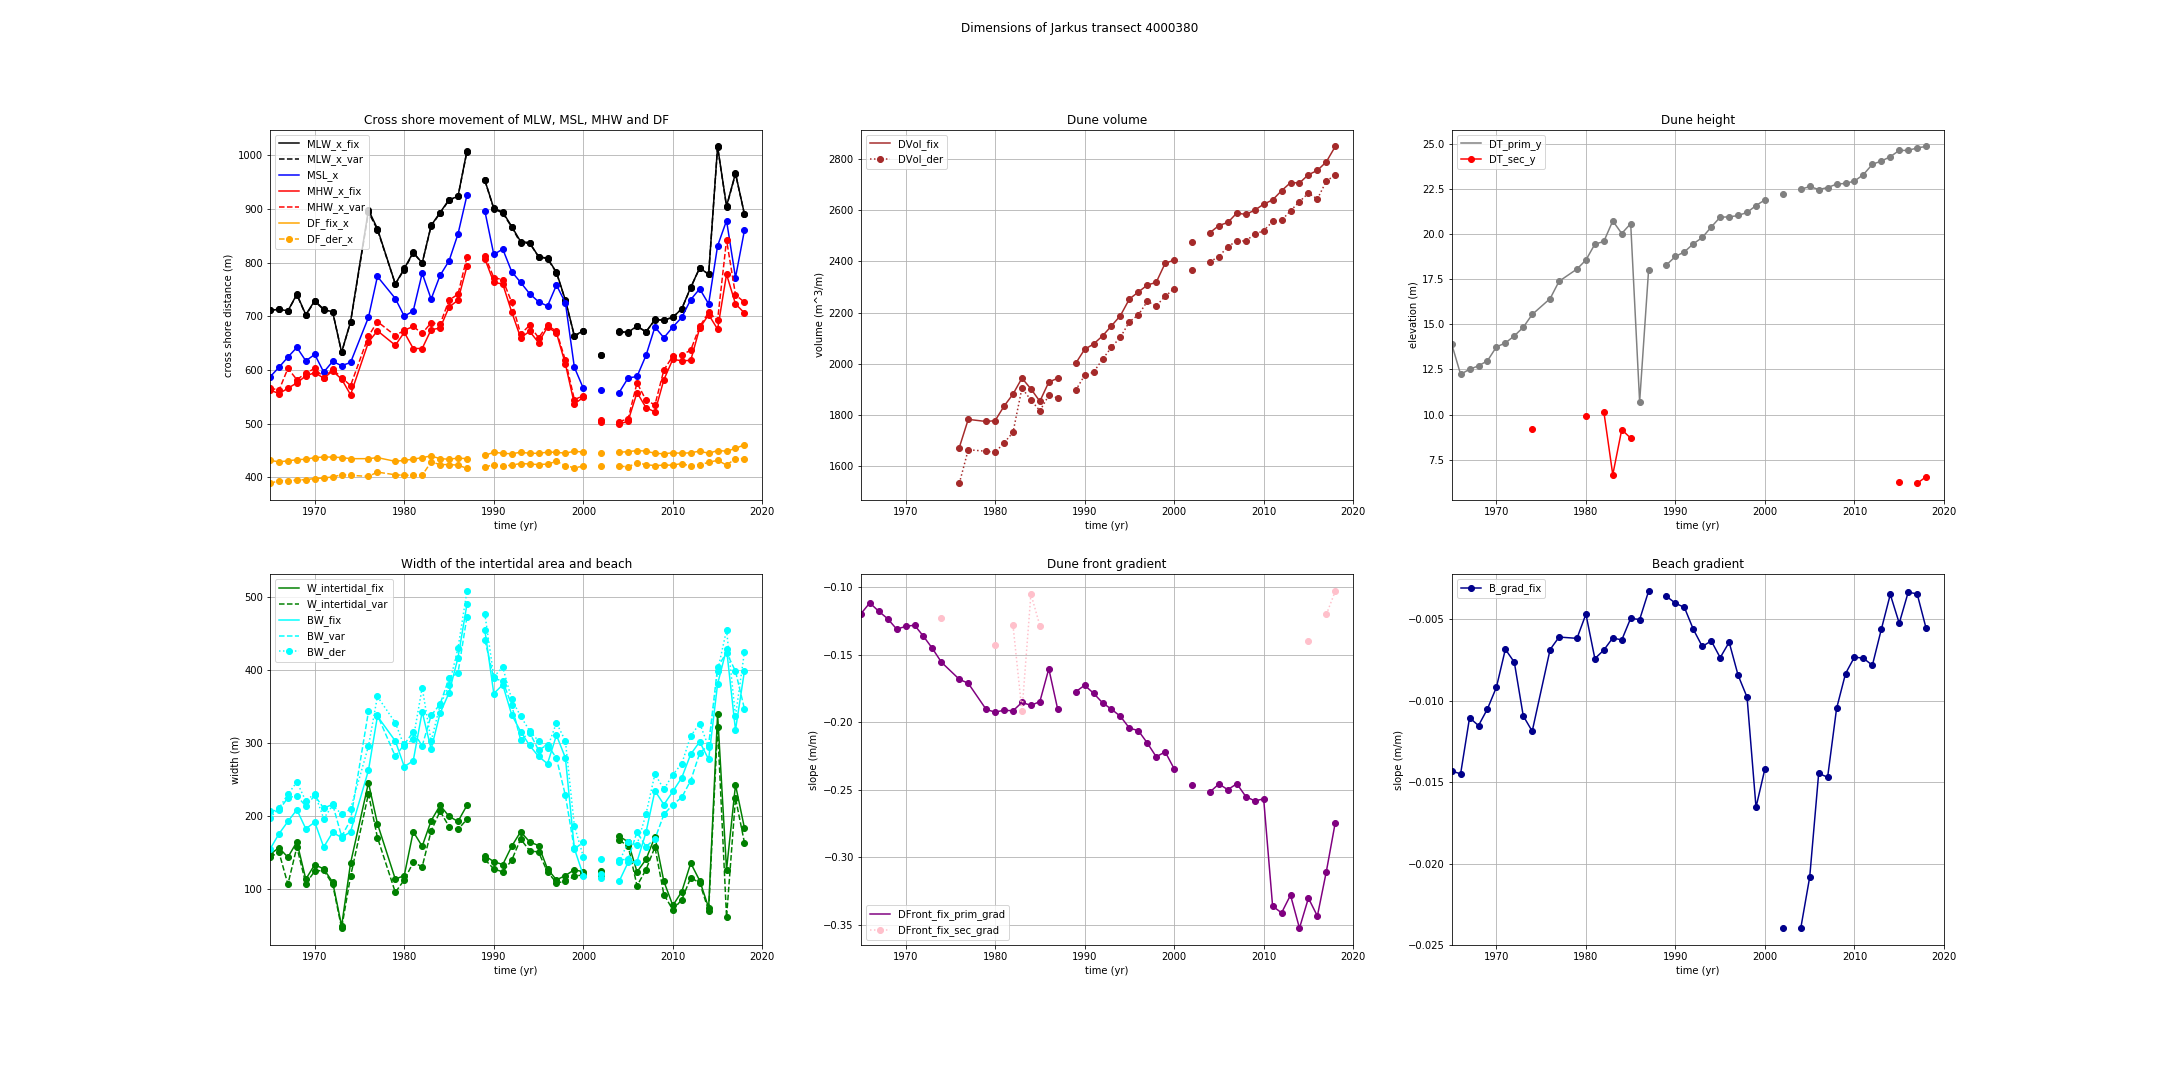 Dimensions of Jarkus transect 4000380
Cross shore movement of MLW, MSL, MHW and DF
MLW_x_fix
MLW_x_var
MSL_x
MHW_x_fix
MHW_x_var
DF_fix_x
DF_der_x
1000
900
800
700
600
500
400
cross shore distance (m)
1970 1980 1990 2000 2010 2020
time (yr)
Dune volume
DVol_fix
DVol_der
2800
2600
2400
2200
2000
1800
1600
volume (m^3/m)
1970 1980 1990 2000 2010 2020
time (yr)
Dune height
DT_prim_y
DT_sec_y
25.0
22.5
20.0
17.5
15.0
12.5
10.0
7.5
elevation (m)
1970 1980 1990 2000 2010 2020
time (yr)
Width of the intertidal area and beach
W_intertidal_fix
W_intertidal_var
BW_fix
BW_var
BW_der
500
400
300
200
100
width (m)
1970 1980 1990 2000 2010 2020
time (yr)
Dune front gradient
−0.10
−0.15
−0.20
−0.25
−0.30
−0.35
slope (m/m)
DFront_fix_prim_grad
DFront_fix_sec_grad
1970 1980 1990 2000 2010 2020
time (yr)
Beach gradient
B_grad_fix
−0.005
−0.010
−0.015
−0.020
−0.025
slope (m/m)
1970 1980 1990 2000 2010 2020
time (yr)